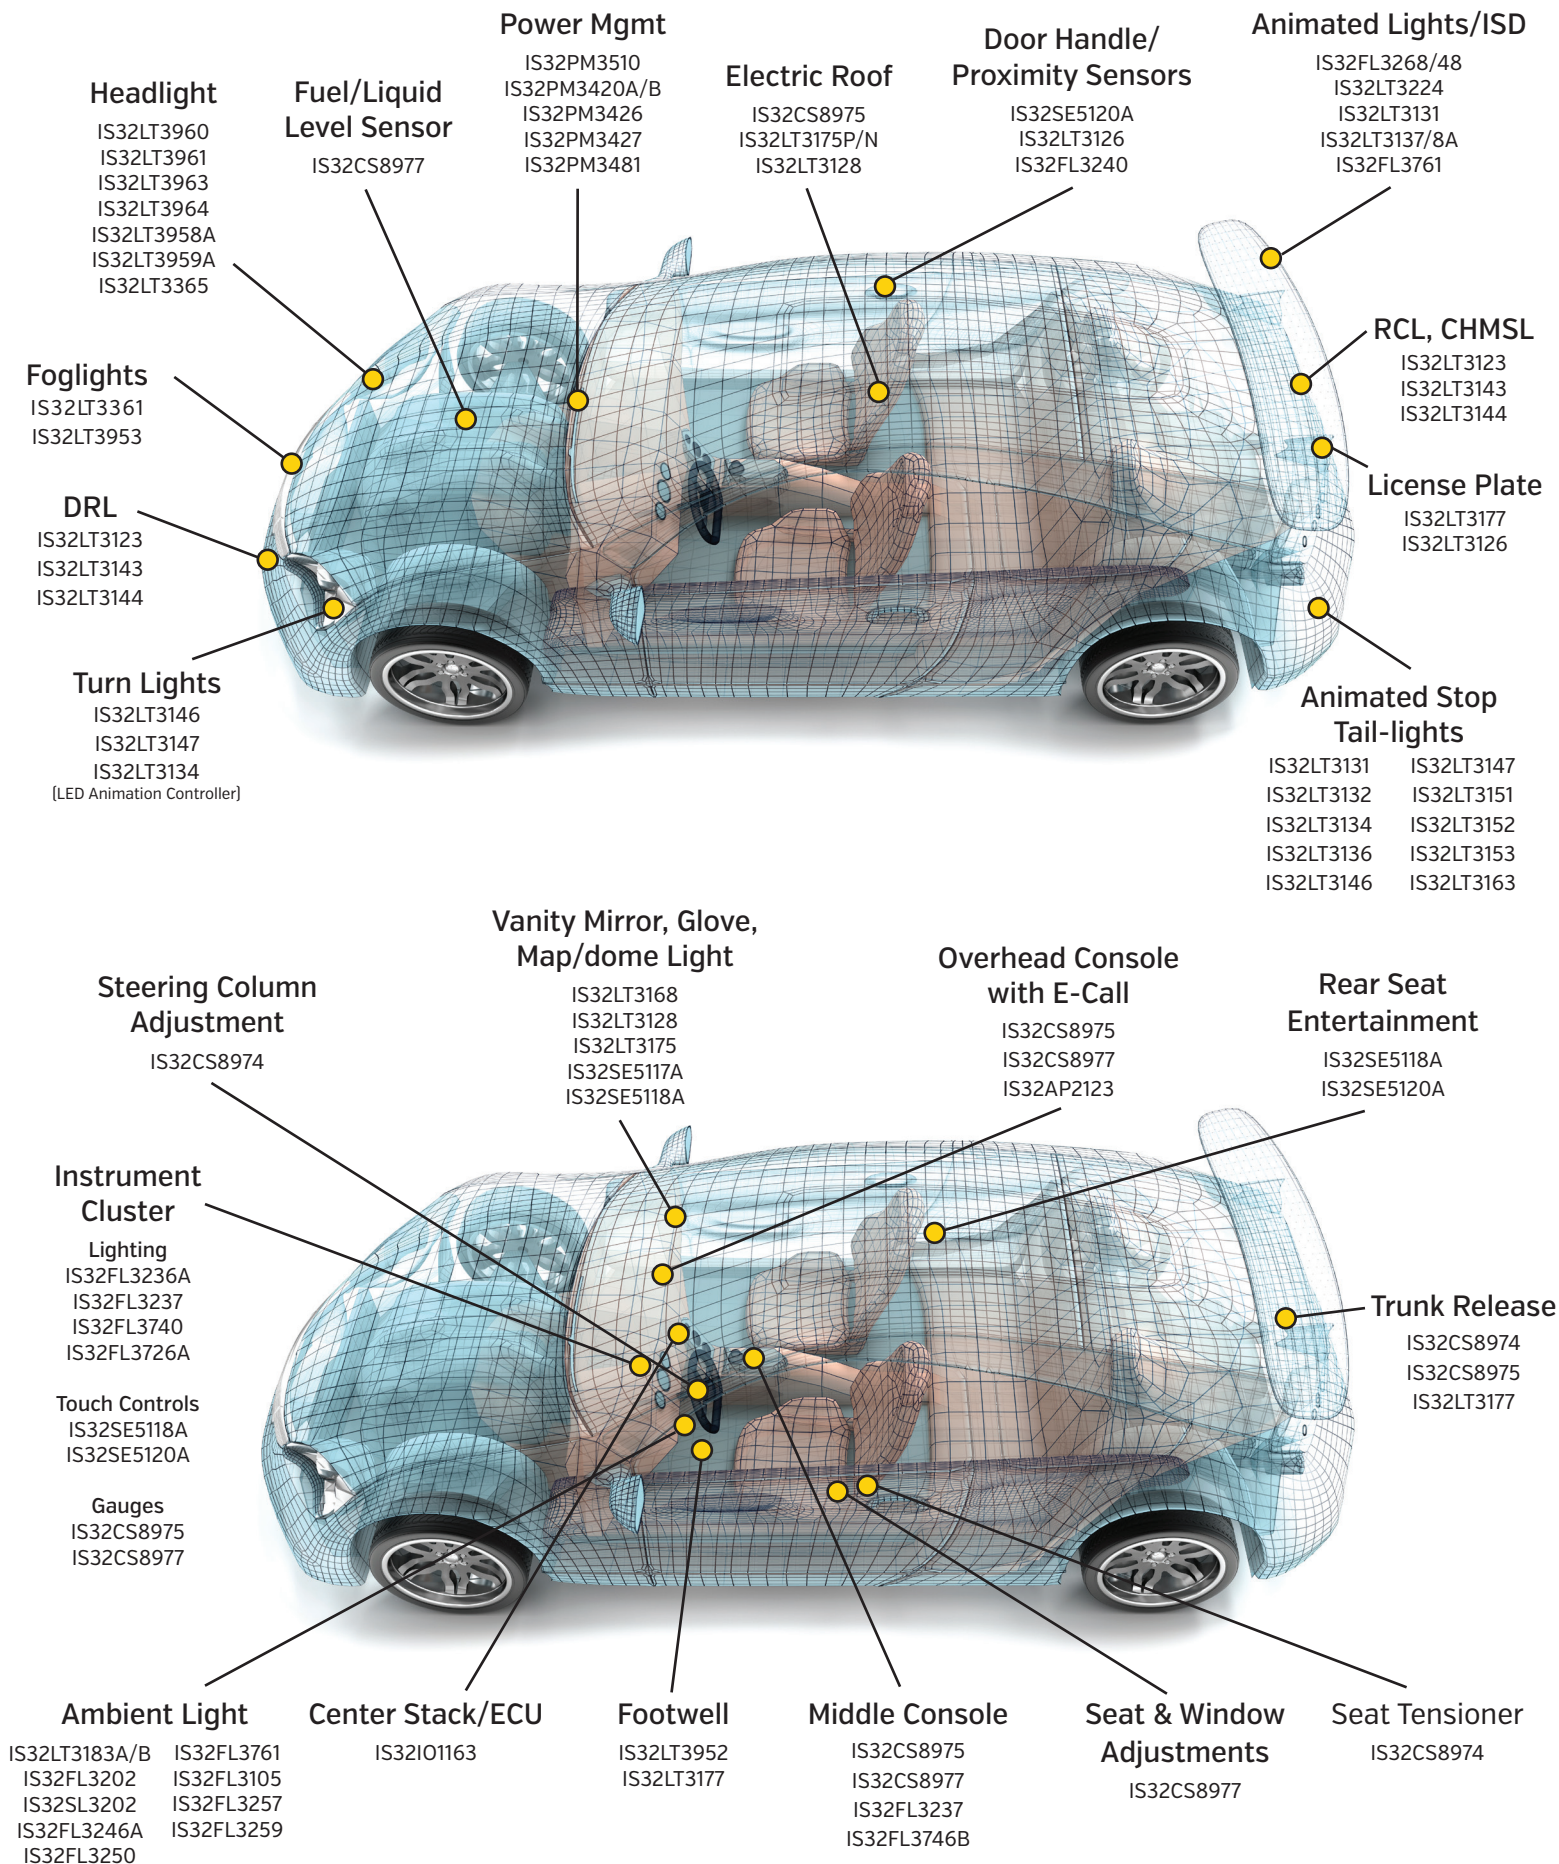 Power Mgmt
IS32PM3510
IS32PM3420A/B
IS32PM3426
IS32PM3427
IS32PM3481
Door Handle/
Proximity Sensors
IS32SE5120A
IS32LT3126
IS32FL3240
Animated Lights/ISD
IS32FL3268/48
IS32LT3224
IS32LT3131
IS32LT3137/8A
IS32FL3761
Headlight
IS32LT3960
IS32LT3961
IS32LT3963
IS32LT3964
IS32LT3958A
IS32LT3959A
IS32LT3365
Fuel/Liquid
Level Sensor
IS32CS8977
Electric Roof
IS32CS8975
IS32LT3175P/N
IS32LT3128
RCL, CHMSL
IS32LT3123
IS32LT3143
IS32LT3144
Foglights
IS32LT3361
IS32LT3953
License Plate
IS32LT3177
IS32LT3126
DRL
IS32LT3123
IS32LT3143
IS32LT3144
Turn Lights
IS32LT3146
IS32LT3147
IS32LT3134
(LED Animation Controller)
Animated Stop
Tail-lights
IS32LT3131 IS32LT3147
IS32LT3132 IS32LT3151
IS32LT3134 IS32LT3152
IS32LT3136 IS32LT3153
IS32LT3146 IS32LT3163
Vanity Mirror, Glove,
Map/dome Light
IS32LT3168
IS32LT3128
IS32LT3175
IS32SE5117A
IS32SE5118A
Steering Column
Adjustment
IS32CS8974
Overhead Console
with E-Call
IS32CS8975
IS32CS8977
IS32AP2123
Rear Seat
Entertainment
IS32SE5118A
IS32SE5120A
Instrument
Cluster
Lighting
IS32FL3236A
IS32FL3237
IS32FL3740
IS32FL3726A
Touch Controls
IS32SE5118A
IS32SE5120A
Gauges
IS32CS8975
IS32CS8977
Trunk Release
IS32CS8974
IS32CS8975
IS32LT3177
Ambient Light
IS32LT3183A/B IS32FL3761
IS32FL3202 IS32FL3105
IS32SL3202 IS32FL3257
IS32FL3246A IS32FL3259
IS32FL3250
Center Stack/ECU
IS32IO1163
Footwell
IS32LT3952
IS32LT3177
Middle Console
IS32CS8975
IS32CS8977
IS32FL3237
IS32FL3746B
Seat & Window
Adjustments
IS32CS8977
Seat Tensioner
IS32CS8974